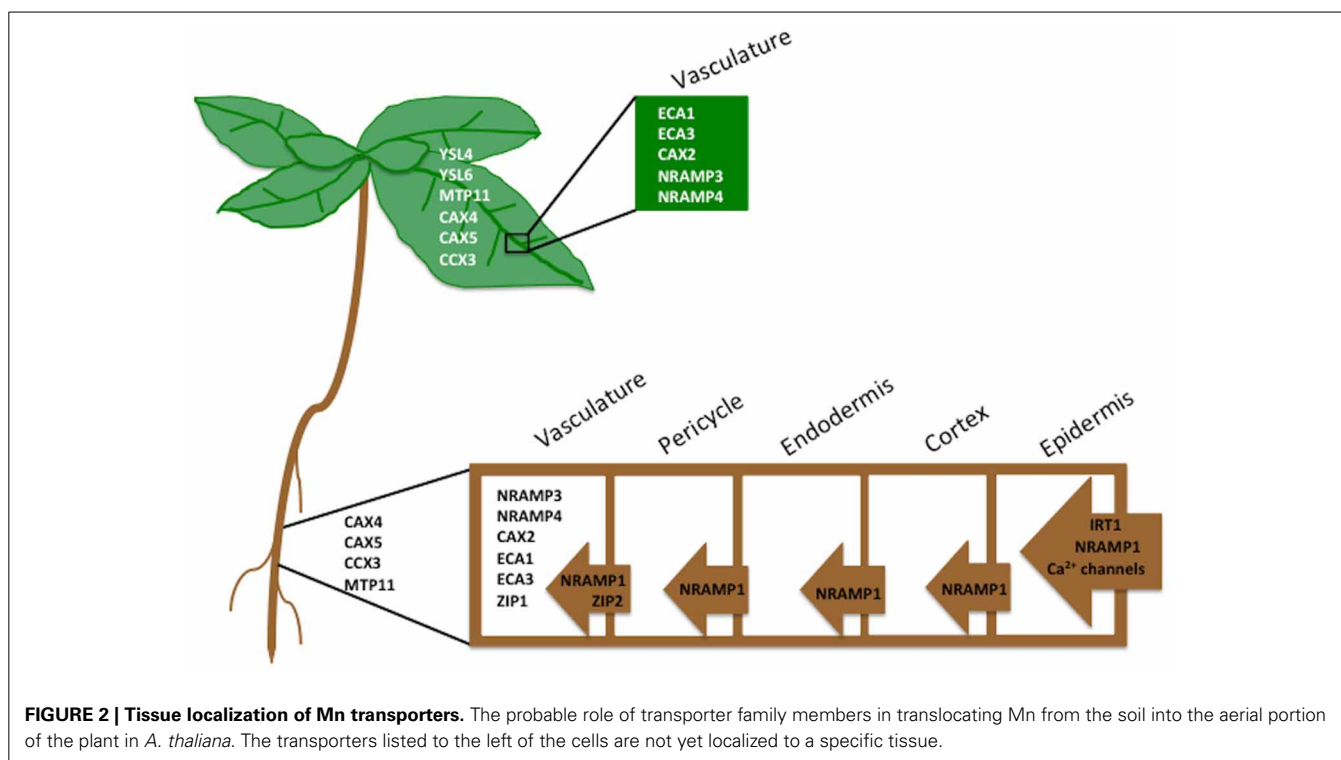 Vasculature
ECA1
ECA3
CAX2
NRAMP3
NRAMP4
YSL4
YSL6
MTP11
CAX4
CAX5
CCX3
Vasculature
Pericycle
Endodermis
Cortex
Epidermis
CAX4
CAX5
CCX3
MTP11
NRAMP3
NRAMP4
CAX2
ECA1
ECA3
ZIP1
NRAMP1
ZIP2
NRAMP1
NRAMP1
NRAMP1
IRT1
NRAMP1
Ca²⁺ channels
FIGURE 2 | Tissue localization of Mn transporters. The probable role of transporter family members in translocating Mn from the soil into the aerial portion
of the plant in A. thaliana. The transporters listed to the left of the cells are not yet localized to a specific tissue.